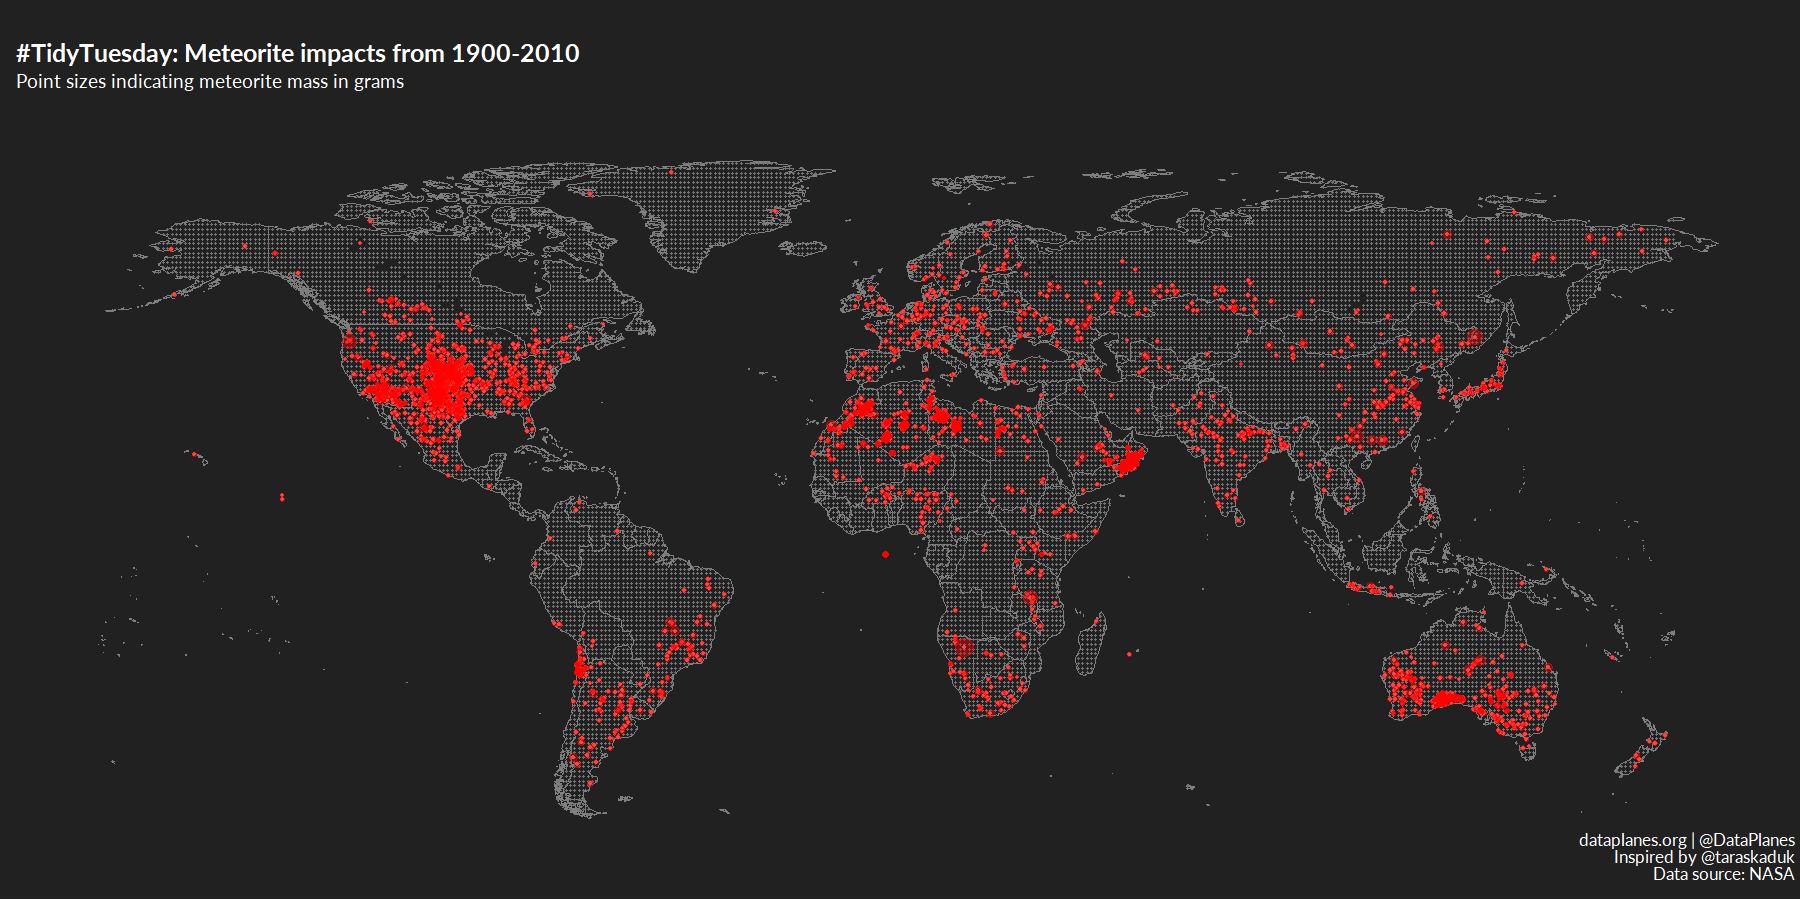 #TidyTuesday: Meteorite impacts from 1900-2010
Point sizes indicating meteorite mass in grams
dataplanes.org | @DataPlanes
Inspired by @taraskaduk
Data source: NASA